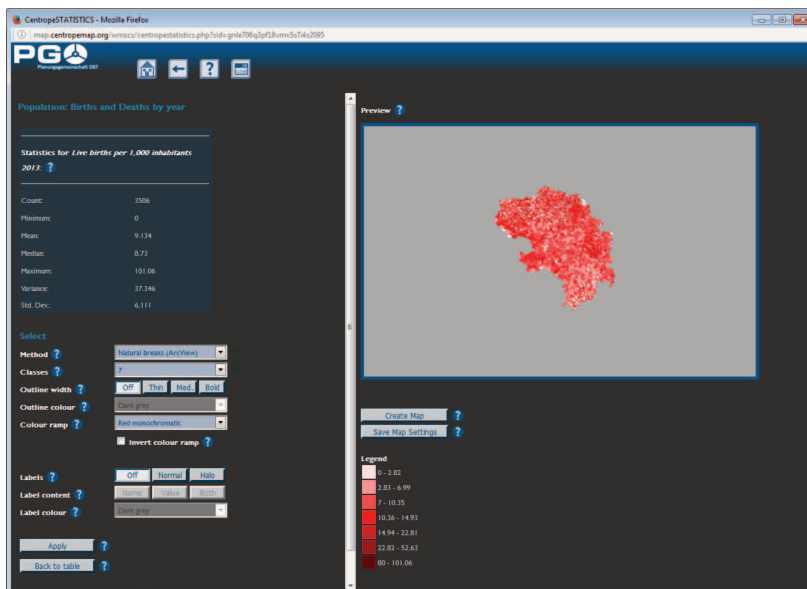 CentropeSTATISTICS - Mozilla Firefox
map.centropemap.org/wmscs/centropestatistics.php?sid=gnle706q3pf18vmv5s7i4s2095
PGO
Planungsgemeinschaft OST
?
Population: Births and Deaths by year
Statistics for Live births per 1,000 inhabitants
2013: ?
Count: 3506
Minimum: 0
Mean: 9.134
Median: 8.73
Maximum: 101.06
Variance: 37.346
Std. Dev.: 6.111
Select
Method ? Natural breaks (ArcView)
Classes ? 7
Outline width ? Off Thin Med. Bold
Outline colour ? Dark grey
Colour ramp ? Red monochromatic
Invert colour ramp ?
Labels ? Off Normal Halo
Label content ? Name Value Both
Label colour ? Dark grey
Apply ?
Back to table ?
Preview ?
Create Map ?
Save Map Settings ?
Legend
0 - 2.82
2.83 - 6.99
7 - 10.35
10.36 - 14.93
14.94 - 22.81
22.82 - 52.63
80 - 101.06